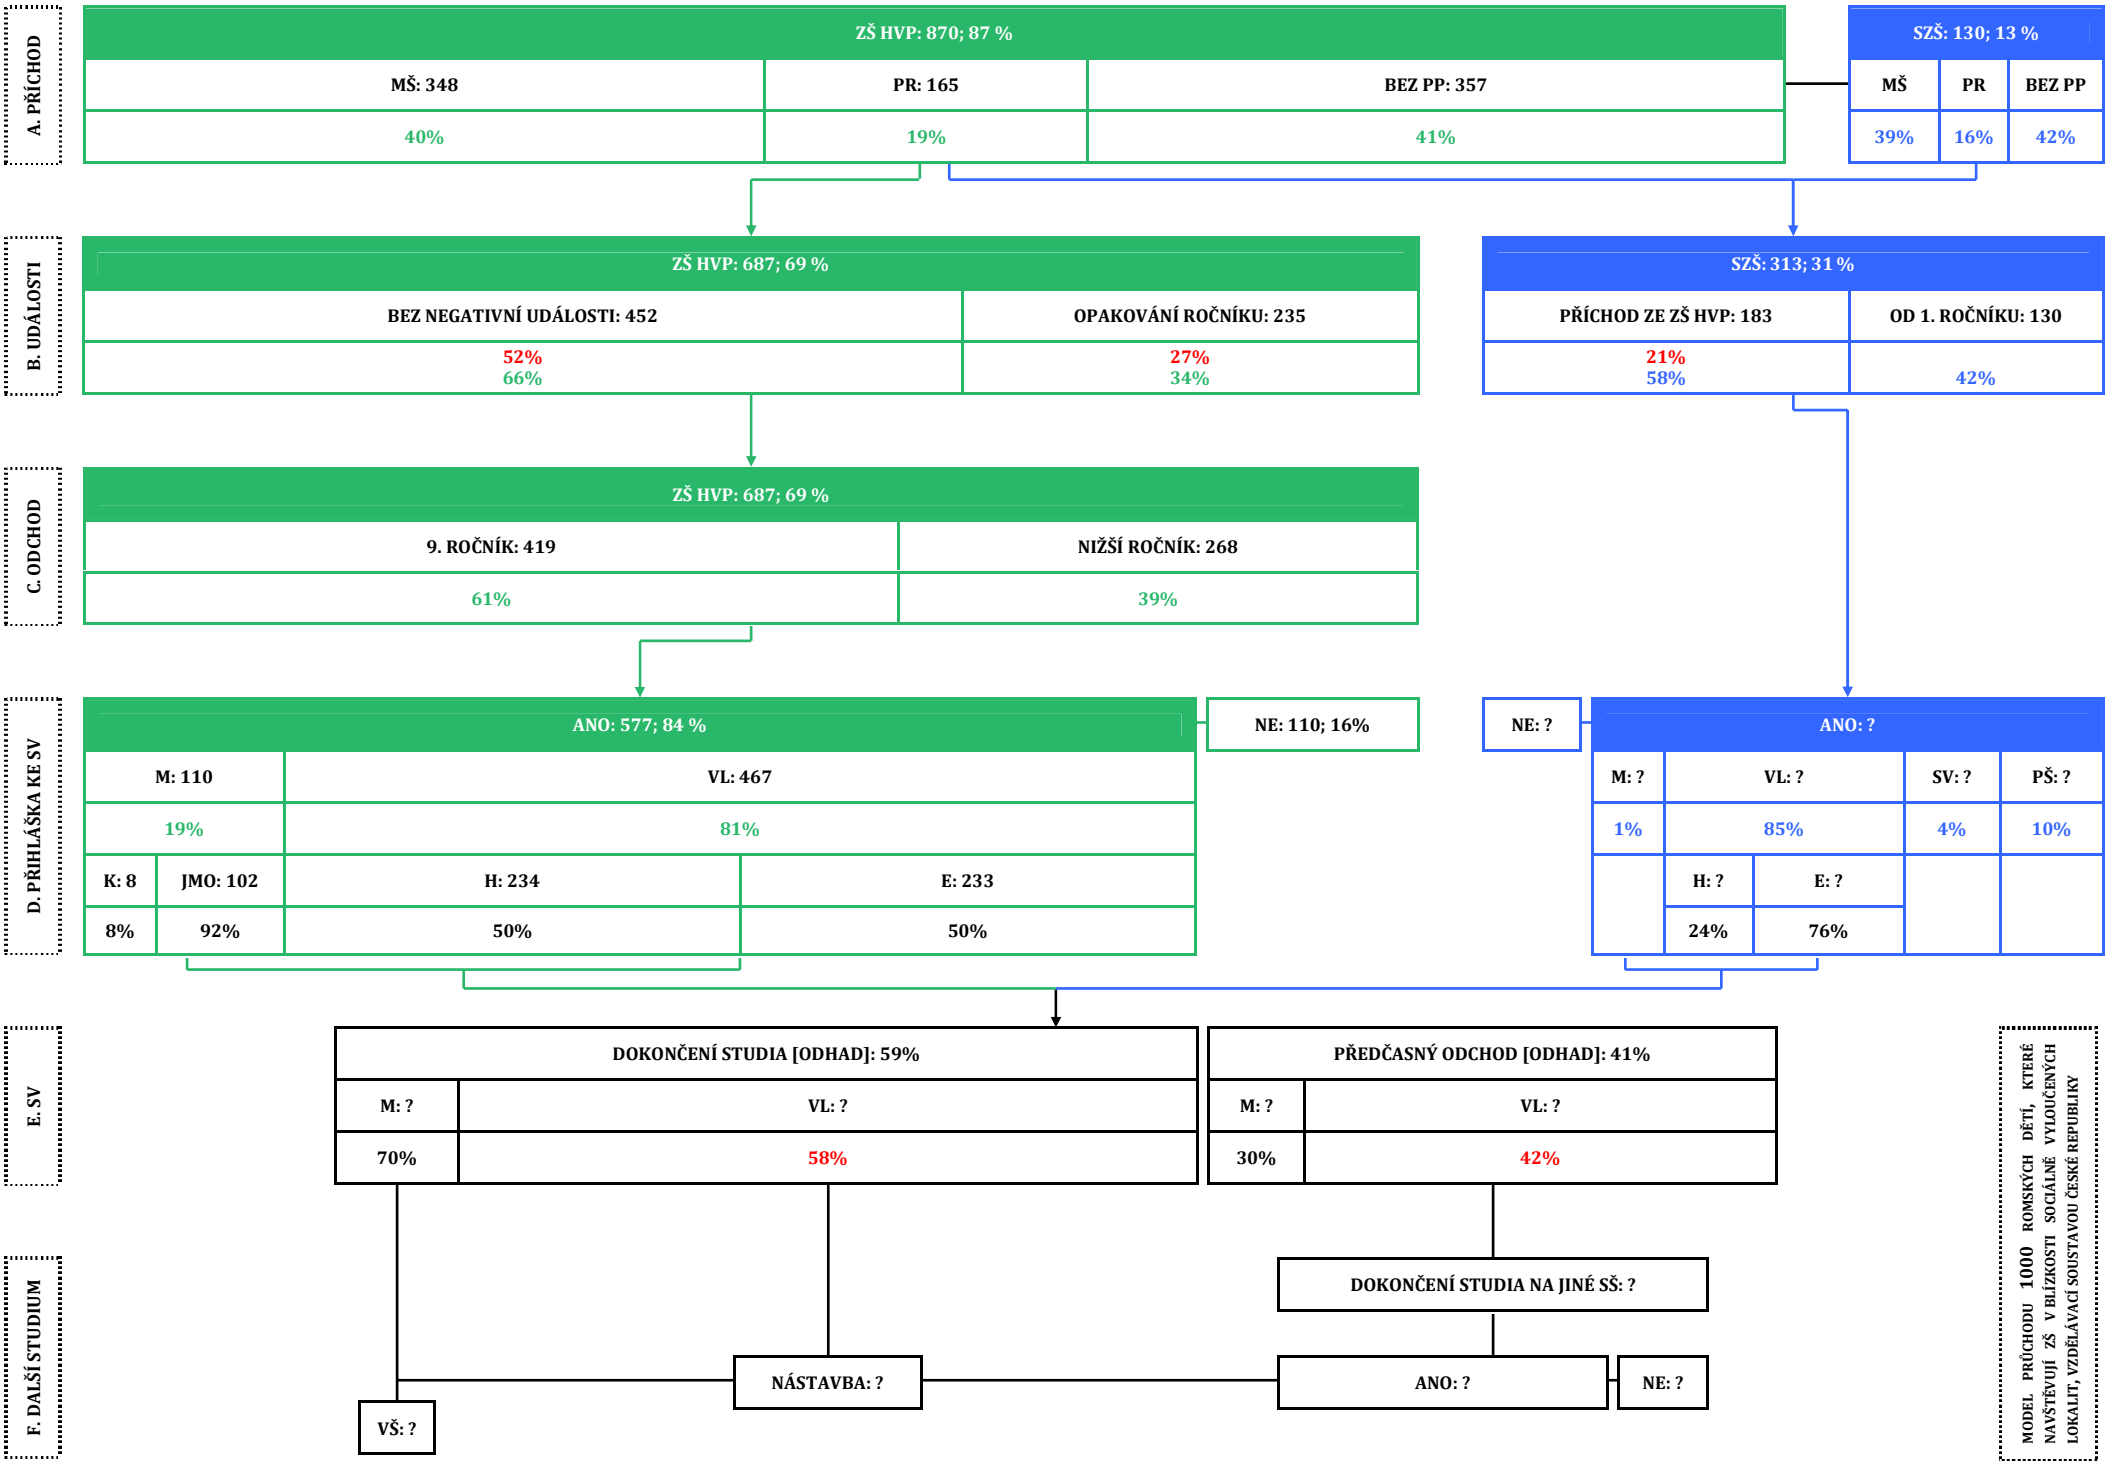 A. PŘÍCHOD
ZŠ HVP: 870; 87 %
SZŠ: 130; 13 %
MŠ: 348
PR: 165
BEZ PP: 357
MŠ
PR
BEZ PP
40%
19%
41%
39%
16%
42%
B. UDÁLOSTI
ZŠ HVP: 687; 69 %
SZŠ: 313; 31 %
BEZ NEGATIVNÍ UDÁLOSTI: 452
OPAKOVÁNÍ ROČNÍKU: 235
PŘÍCHOD ZE ZŠ HVP: 183
OD 1. ROČNÍKU: 130
52%
27%
21%
66%
34%
58%
42%
C. ODCHOD
ZŠ HVP: 687; 69 %
9. ROČNÍK: 419
NIŽŠÍ ROČNÍK: 268
61%
39%
D. PŘIHLÁŠKA KE SV
ANO: 577; 84 %
NE: 110; 16%
NE: ?
ANO: ?
M: 110
VL: 467
M: ?
VL: ?
SV: ?
PŠ: ?
19%
81%
1%
85%
4%
10%
K: 8
JMO: 102
H: 234
E: 233
H: ?
E: ?
8%
92%
50%
50%
24%
76%
E. SV
DOKONČENÍ STUDIA [ODHAD]: 59%
PŘEDČASNÝ ODCHOD [ODHAD]: 41%
M: ?
VL: ?
M: ?
VL: ?
70%
58%
30%
42%
F. DALŠÍ STUDIUM
DOKONČENÍ STUDIA NA JINÉ SŠ: ?
NÁSTAVBA: ?
ANO: ?
NE: ?
VŠ: ?
MODEL PRŮCHODU 1000 ROMSKÝCH DĚTÍ, KTERÉ
NAVŠTĚVUJÍ ZŠ V BLÍZKOSTI SOCIÁLNĚ VYLOUČENÝCH
LOKALIT, VZDĚLÁVACÍ SOUSTAVOU ČESKÉ REPUBLIKY